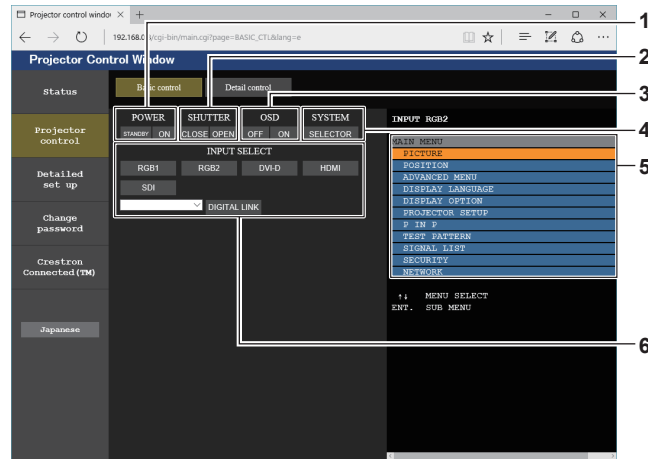 Projector control windo
192.168.0.8/cgi-bin/main.cgi?page=BASIC_CTL&lang=e
1
Projector Control Window
2
Status
Basic control
Detail control
3
POWER
SHUTTER
OSD
SYSTEM
INPUT RGB2
STANDBY ON
CLOSE OPEN
OFF ON
SELECTOR
4
Projector control
INPUT SELECT
MAIN MENU
PICTURE
RGB1
RGB2
DVI-D
HDMI
POSITION
5
Detailed set up
SDI
ADVANCED MENU
DISPLAY LANGUAGE
DIGITAL LINK
DISPLAY OPTION
PROJECTOR SETUP
Change password
P IN P
TEST PATTERN
SIGNAL LIST
SECURITY
Crestron Connected(TM)
NETWORK
↑↓ MENU SELECT
ENT. SUB MENU
Japanese
6